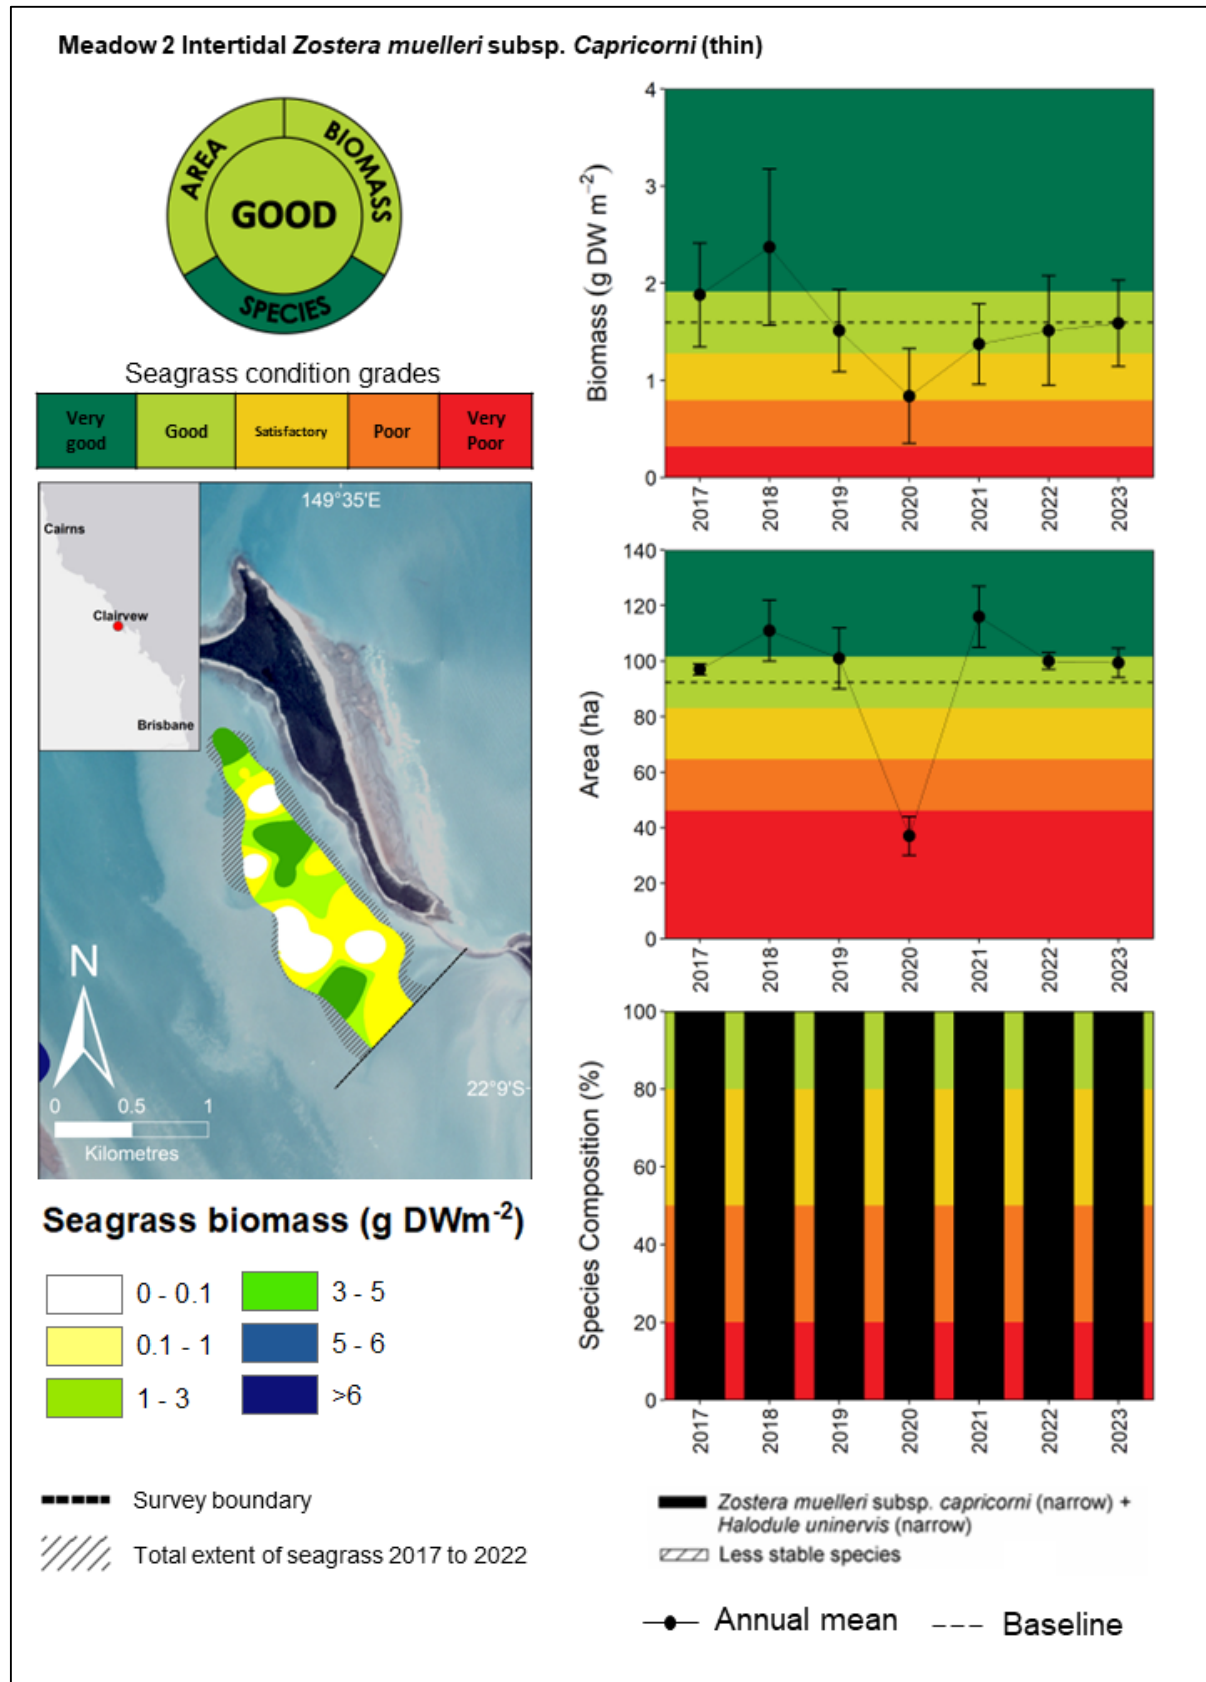 Meadow 2 Intertidal Zostera muelleri subsp. Capricorni (thin)
AREA
BIOMASS
GOOD
SPECIES
Seagrass condition grades
Very good
Good
Satisfactory
Poor
Very Poor
149°35'E
Cairns
Clairvew
Brisbane
N
22°9'S
0 0.5 1
Kilometres
Seagrass biomass (g DWm-2)
0 - 0.1
0.1 - 1
1 - 3
3 - 5
5 - 6
>6
Survey boundary
Total extent of seagrass 2017 to 2022
Biomass (g DW m−2)
4
3
2
1
0
2017 2018 2019 2020 2021 2022 2023
Area (ha)
140
120
100
80
60
40
20
0
2017 2018 2019 2020 2021 2022 2023
Species Composition (%)
100
80
60
40
20
0
2017 2018 2019 2020 2021 2022 2023
Zostera muelleri subsp. capricorni (narrow) +
Halodule uninervis (narrow)
Less stable species
Annual mean
Baseline